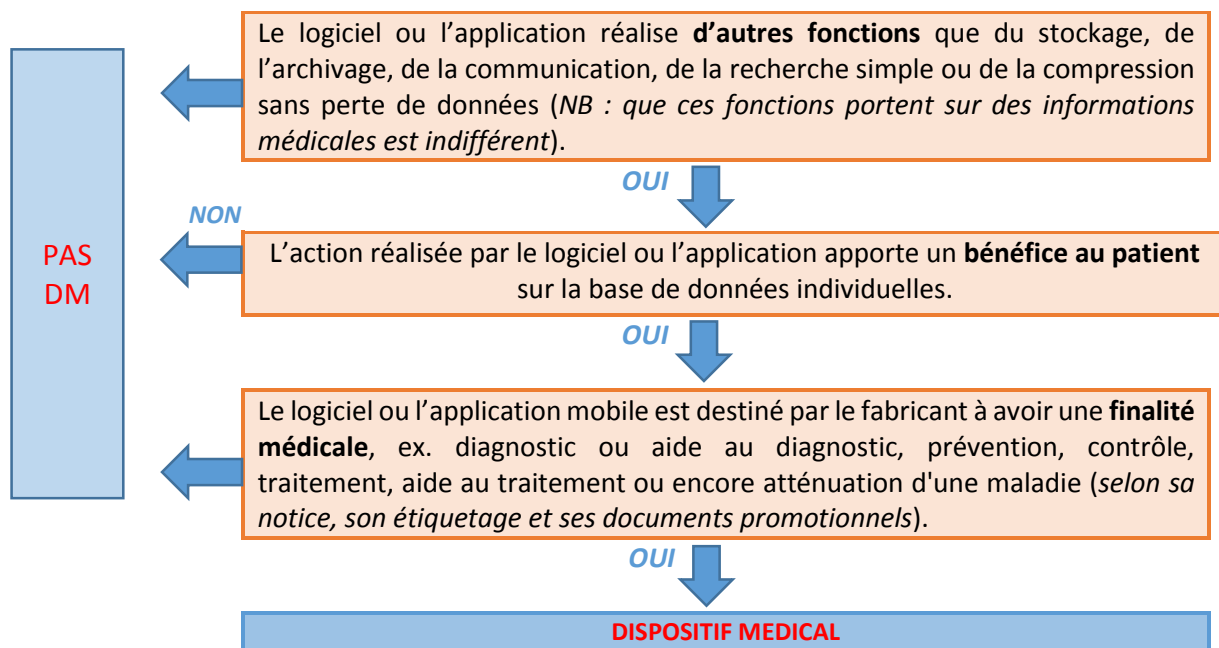 Le logiciel ou l’application réalise d’autres fonctions que du stockage, de
l’archivage, de la communication, de la recherche simple ou de la compression
sans perte de données (NB : que ces fonctions portent sur des informations
médicales est indifférent).
OUI
NON
PAS
DM
L’action réalisée par le logiciel ou l’application apporte un bénéfice au patient
sur la base de données individuelles.
OUI
Le logiciel ou l’application mobile est destiné par le fabricant à avoir une finalité
médicale, ex. diagnostic ou aide au diagnostic, prévention, contrôle,
traitement, aide au traitement ou encore atténuation d'une maladie (selon sa
notice, son étiquetage et ses documents promotionnels).
OUI
DISPOSITIF MEDICAL